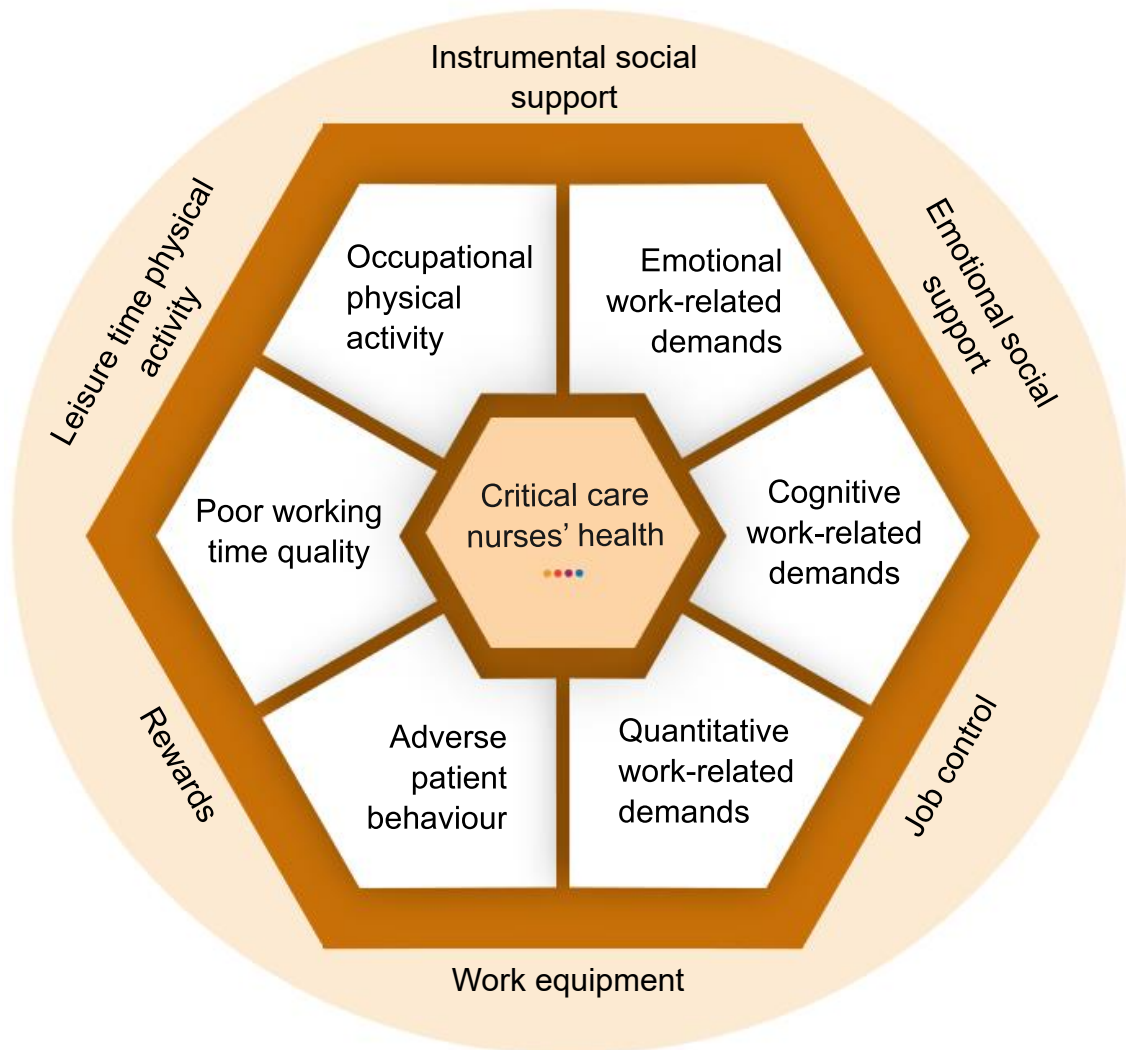 Instrumental social
support
Leisure time physical
activity
Emotional social
support
Occupational
physical
activity
Emotional
work-related
demands
Poor working
time quality
Critical care
nurses’ health
Cognitive
work-related
demands
Adverse
patient
behaviour
Quantitative
work-related
demands
Rewards
Job control
Work equipment